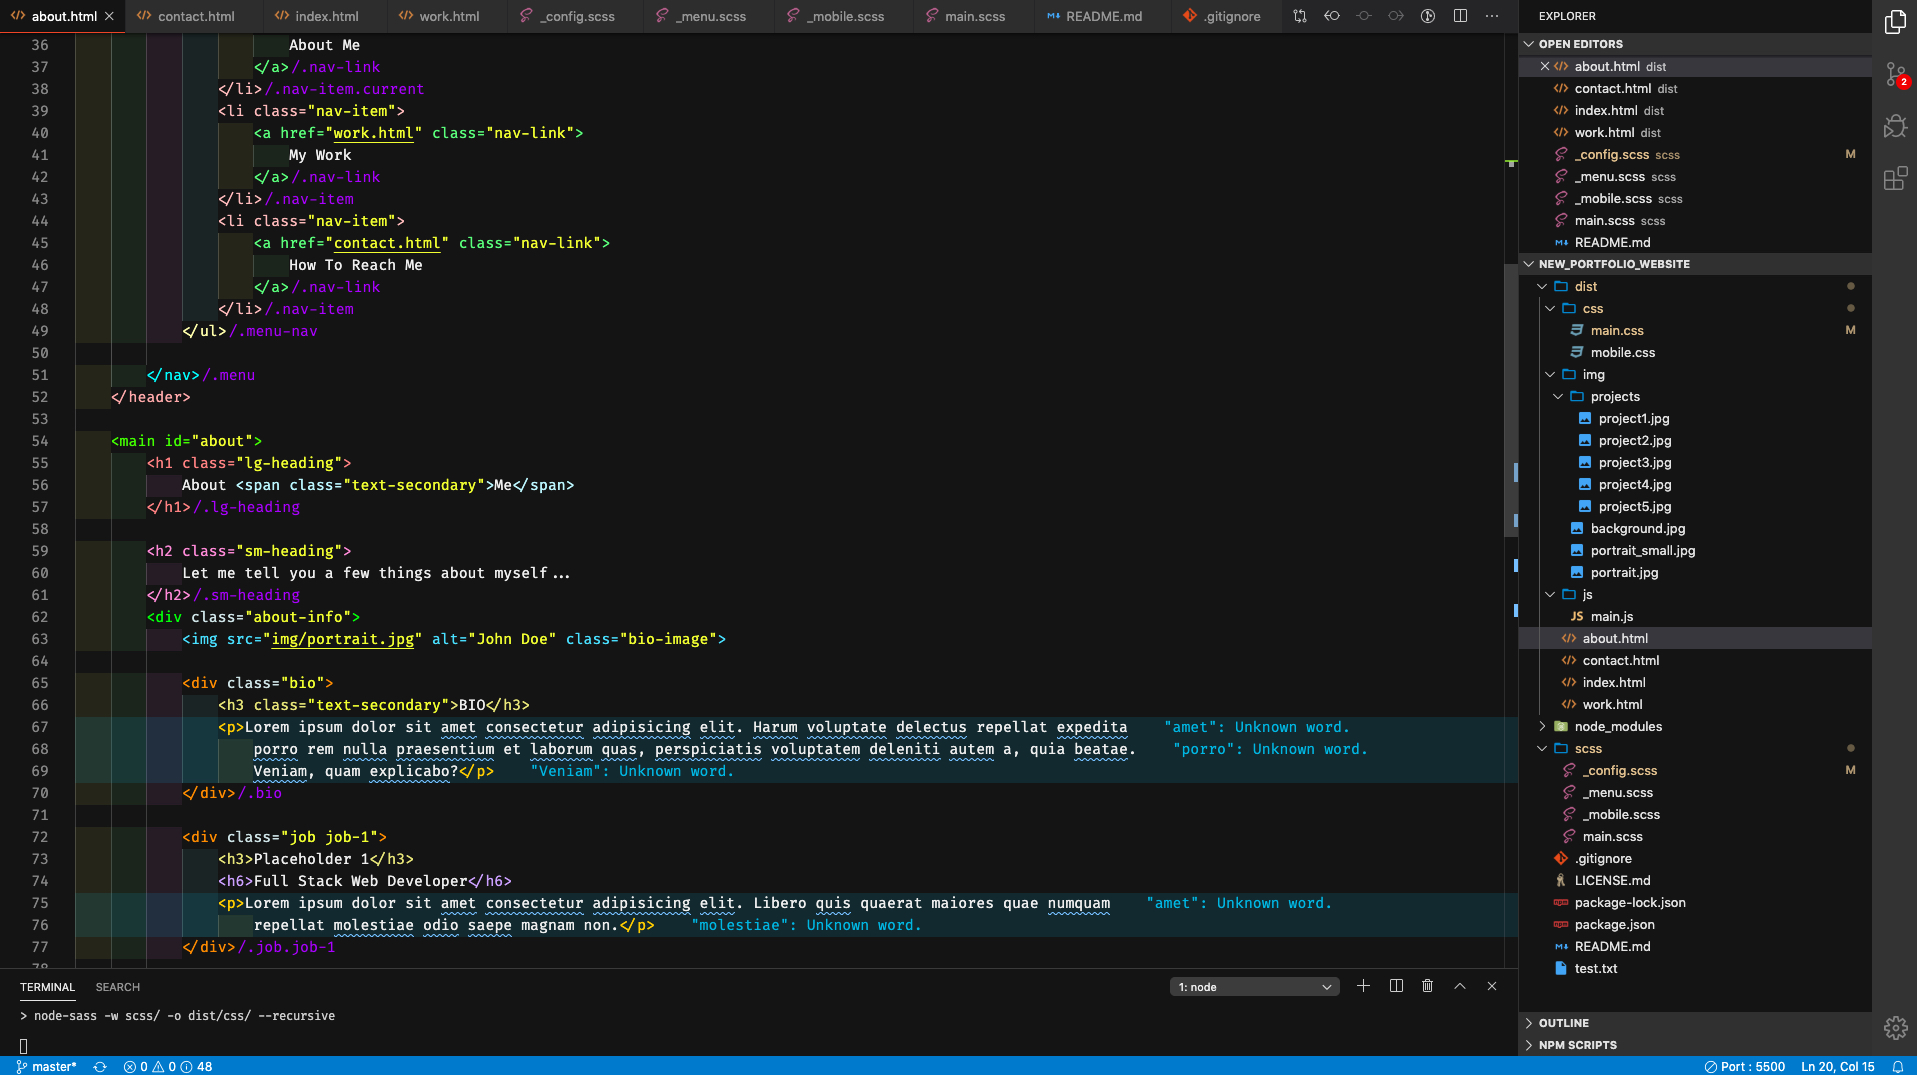 about.html
contact.html
index.html
work.html
_config.scss
_menu.scss
_mobile.scss
main.scss
README.md
.gitignore
36 About Me
37 </a>/.nav-link
38 </li>/.nav-item.current
39 <li class="nav-item">
40 <a href="work.html" class="nav-link">
41 My Work
42 </a>/.nav-link
43 </li>/.nav-item
44 <li class="nav-item">
45 <a href="contact.html" class="nav-link">
46 How To Reach Me
47 </a>/.nav-link
48 </li>/.nav-item
49 </ul>/.menu-nav
50
51 </nav>/.menu
52 </header>
53
54 <main id="about">
55 <h1 class="lg-heading">
56 About <span class="text-secondary">Me</span>
57 </h1>/.lg-heading
58
59 <h2 class="sm-heading">
60 Let me tell you a few things about myself...
61 </h2>/.sm-heading
62 <div class="about-info">
63 <img src="img/portrait.jpg" alt="John Doe" class="bio-image">
64
65 <div class="bio">
66 <h3 class="text-secondary">BIO</h3>
67 <p>Lorem ipsum dolor sit amet consectetur adipisicing elit. Harum voluptate delectus repellat expedita "amet": Unknown word.
68 porro rem nulla praesentium et laborum quas, perspiciatis voluptatem deleniti autem a, quia beatae. "porro": Unknown word.
69 Veniam, quam explicabo?</p> "Veniam": Unknown word.
70 </div>/.bio
71
72 <div class="job job-1">
73 <h3>Placeholder 1</h3>
74 <h6>Full Stack Web Developer</h6>
75 <p>Lorem ipsum dolor sit amet consectetur adipisicing elit. Libero quis quaerat maiores quae numquam "amet": Unknown word.
76 repellat molestiae odio saepe magnam non.</p> "molestiae": Unknown word.
77 </div>/.job.job-1
78
TERMINAL SEARCH
1: node
> node-sass -w scss/ -o dist/css/ --recursive
EXPLORER
OPEN EDITORS
about.html dist
contact.html dist
index.html dist
work.html dist
_config.scss scss M
_menu.scss scss
_mobile.scss scss
main.scss scss
README.md
NEW_PORTFOLIO_WEBSITE
dist
css
main.css M
mobile.css
img
projects
project1.jpg
project2.jpg
project3.jpg
project4.jpg
project5.jpg
background.jpg
portrait_small.jpg
portrait.jpg
js
JS main.js
about.html
contact.html
index.html
work.html
node_modules
scss
_config.scss M
_menu.scss
_mobile.scss
main.scss
.gitignore
LICENSE.md
package-lock.json
package.json
README.md
test.txt
OUTLINE
NPM SCRIPTS
2
master* 0 0 48
Port : 5500 Ln 20, Col 15